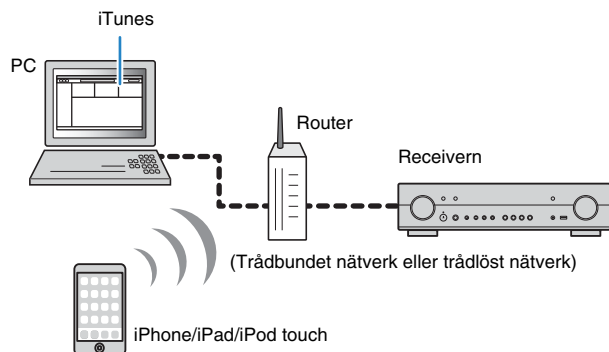 iTunes
PC
Router
Receivern
(Trådbundet nätverk eller trådlöst nätverk)
iPhone/iPad/iPod touch